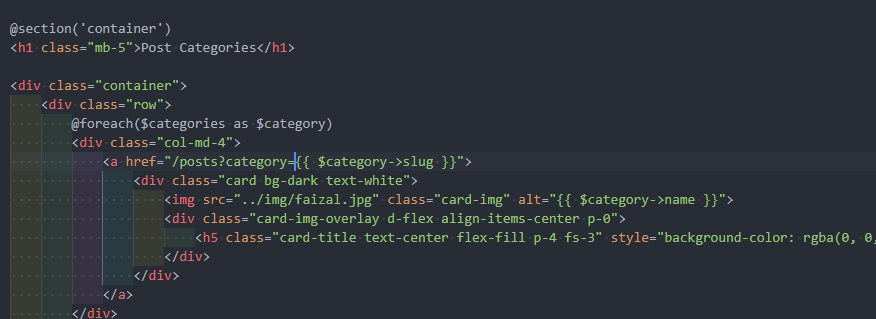 @section('container')
<h1 class="mb-5">Post Categories</h1>
<div class="container">
<div class="row">
@foreach($categories as $category)
<div class="col-md-4">
<a href="/posts?category={{ $category->slug }}">
<div class="card bg-dark text-white">
<img src="../img/faizal.jpg" class="card-img" alt="{{ $category->name }}">
<div class="card-img-overlay d-flex align-items-center p-0">
<h5 class="card-title text-center flex-fill p-4 fs-3" style="background-color: rgba(0, 0,
</div>
</div>
</a>
</div>